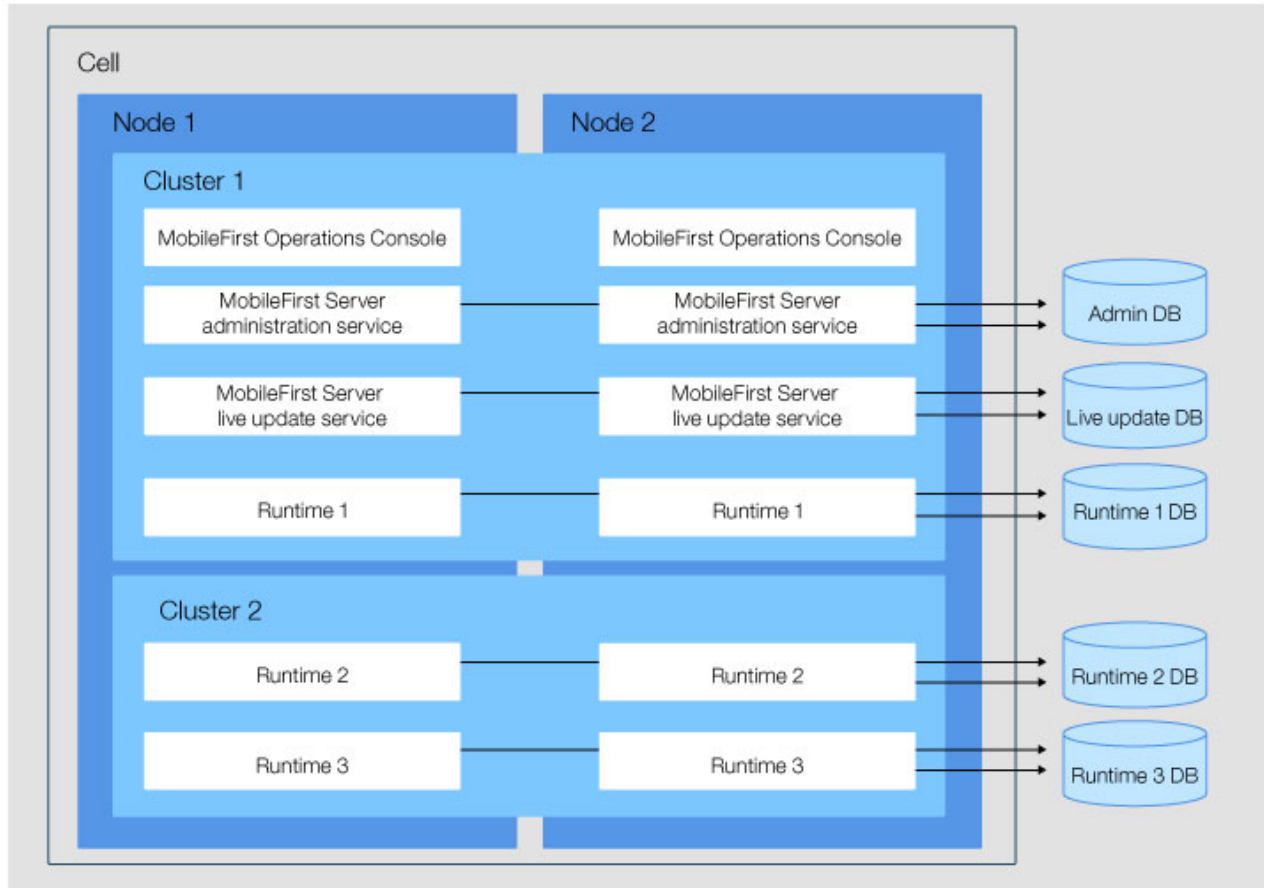 Cell
Node 1
Node 2
Cluster 1
MobileFirst Operations Console
MobileFirst Operations Console
MobileFirst Server
administration service
MobileFirst Server
administration service
Admin DB
MobileFirst Server
live update service
MobileFirst Server
live update service
Live update DB
Runtime 1
Runtime 1
Runtime 1 DB
Cluster 2
Runtime 2
Runtime 2
Runtime 2 DB
Runtime 3
Runtime 3
Runtime 3 DB